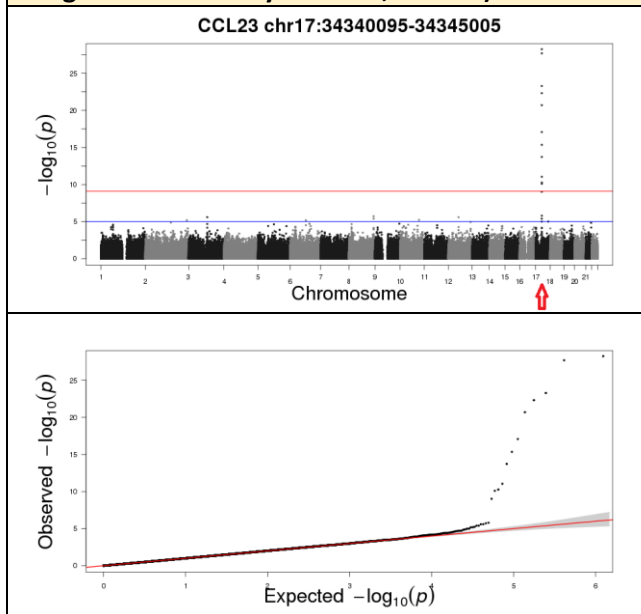 CCL23 chr17:34340095-34345005
−log10(p)
25
20
15
10
5
0
1 2 3 4 5 6 7 8 9 10 11 12 13 14 15 16 17 18 19 20 21
Chromosome
Observed −log10(p)
25
20
15
10
5
0
0 1 2 3 4 5 6
Expected −log10(p)